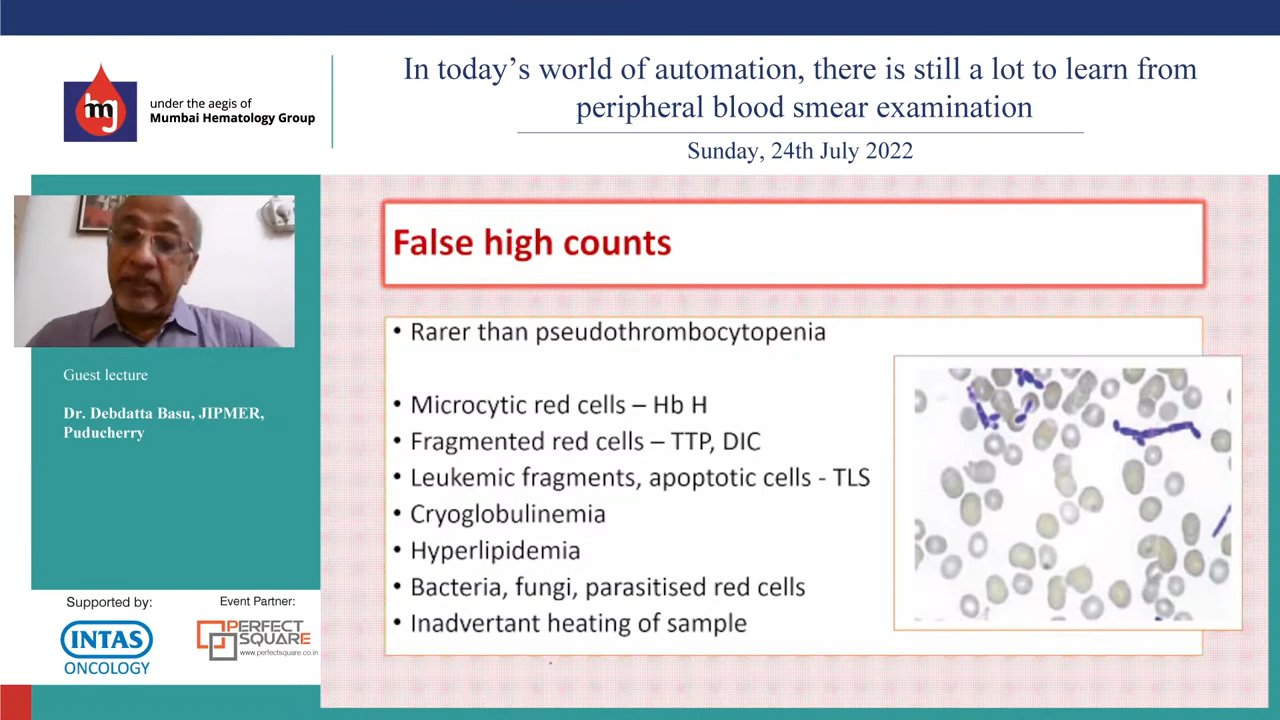 In today’s world of automation, there is still a lot to learn from
peripheral blood smear examination
Sunday, 24th July 2022
mj
under the aegis of
Mumbai Hematology Group
False high counts
• Rarer than pseudothrombocytopenia
• Microcytic red cells – Hb H
• Fragmented red cells – TTP, DIC
• Leukemic fragments, apoptotic cells - TLS
• Cryoglobulinemia
• Hyperlipidemia
• Bacteria, fungi, parasitised red cells
• Inadvertant heating of sample
Guest lecture
Dr. Debdatta Basu, JIPMER,
Puducherry
Supported by:
INTAS
ONCOLOGY
Event Partner:
PERFECT
SQUARE
www.perfectsquare.co.in